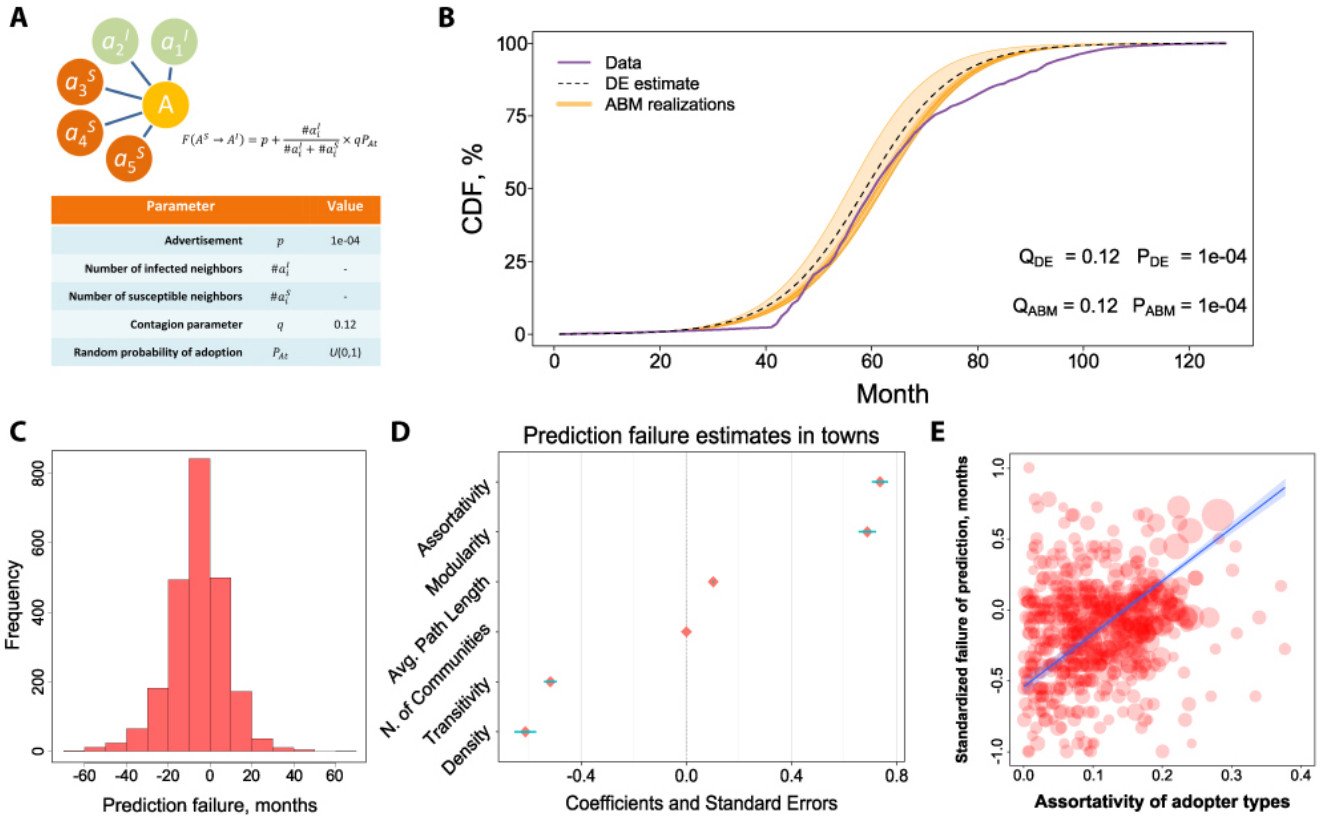 A
a₂ᴵ
a₁ᴵ
a₃ˢ
A
a₄ˢ
a₅ˢ
F(Aˢ → Aᴵ) = p + #aᵢᴵ / (#aᵢᴵ + #aᵢˢ) × qP_At
Parameter Value
Advertisement p 1e-04
Number of infected neighbors #aᵢᴵ -
Number of susceptible neighbors #aᵢˢ -
Contagion parameter q 0.12
Random probability of adoption P_At U(0,1)
B
CDF, %
100
75
50
25
0
Data
DE estimate
ABM realizations
Q_DE = 0.12 P_DE = 1e-04
Q_ABM = 0.12 P_ABM = 1e-04
0 20 40 60 80 100 120
Month
C
Frequency
800
600
400
200
0
-60 -40 -20 0 20 40 60
Prediction failure, months
D
Prediction failure estimates in towns
Assortativity
Modularity
Avg. Path Length
N. of Communities
Transitivity
Density
-0.4 0.0 0.4 0.8
Coefficients and Standard Errors
E
Standardized failure of prediction, months
1.0
0.5
0.0
-0.5
-1.0
0.0 0.1 0.2 0.3 0.4
Assortativity of adopter types